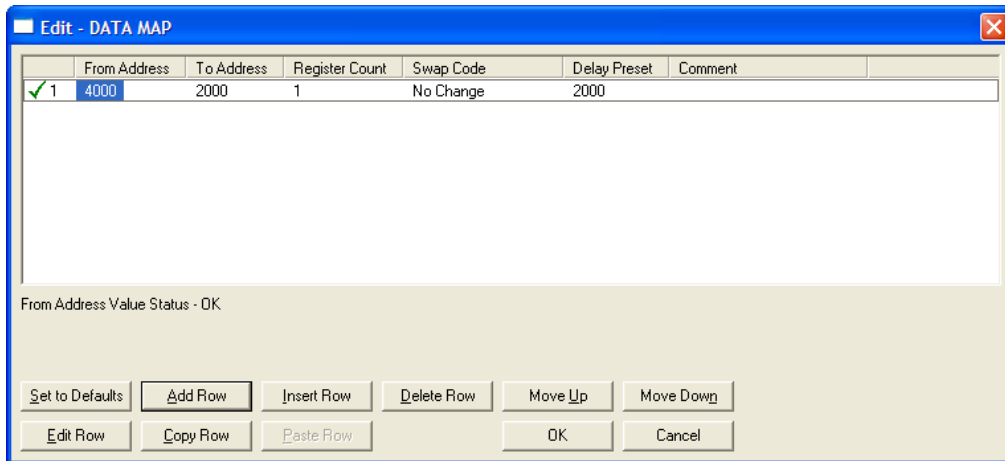 Edit - DATA MAP
From Address To Address Register Count Swap Code Delay Preset Comment
1 4000 2000 1 No Change 2000
From Address Value Status - OK
Set to Defaults Add Row Insert Row Delete Row Move Up Move Down
Edit Row Copy Row Paste Row OK Cancel